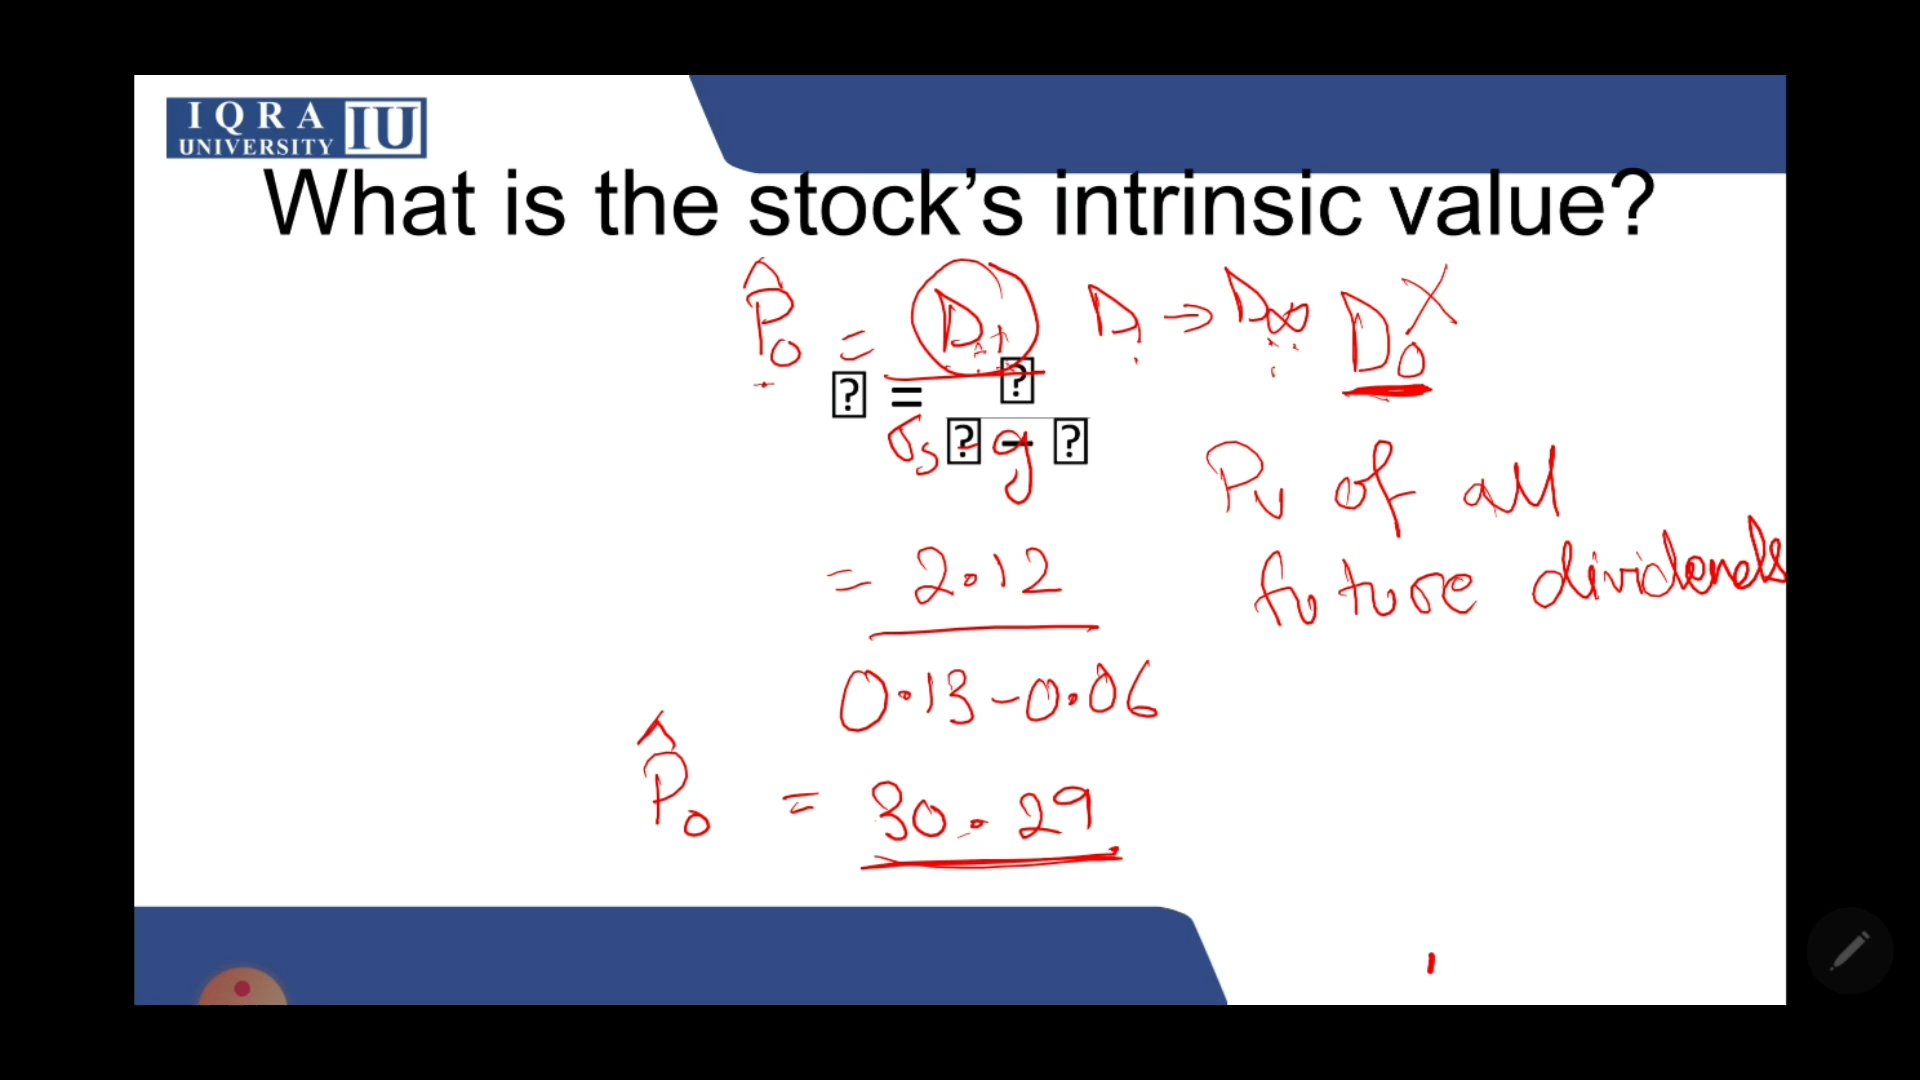 IQRA
UNIVERSITY IU
What is the stock’s intrinsic value?
P̂0 = D1 D1 → D∞ D0 X
= 
rs - g
PV of all
future dividends
= 2.12
0.13 - 0.06
P̂0 = 30.29